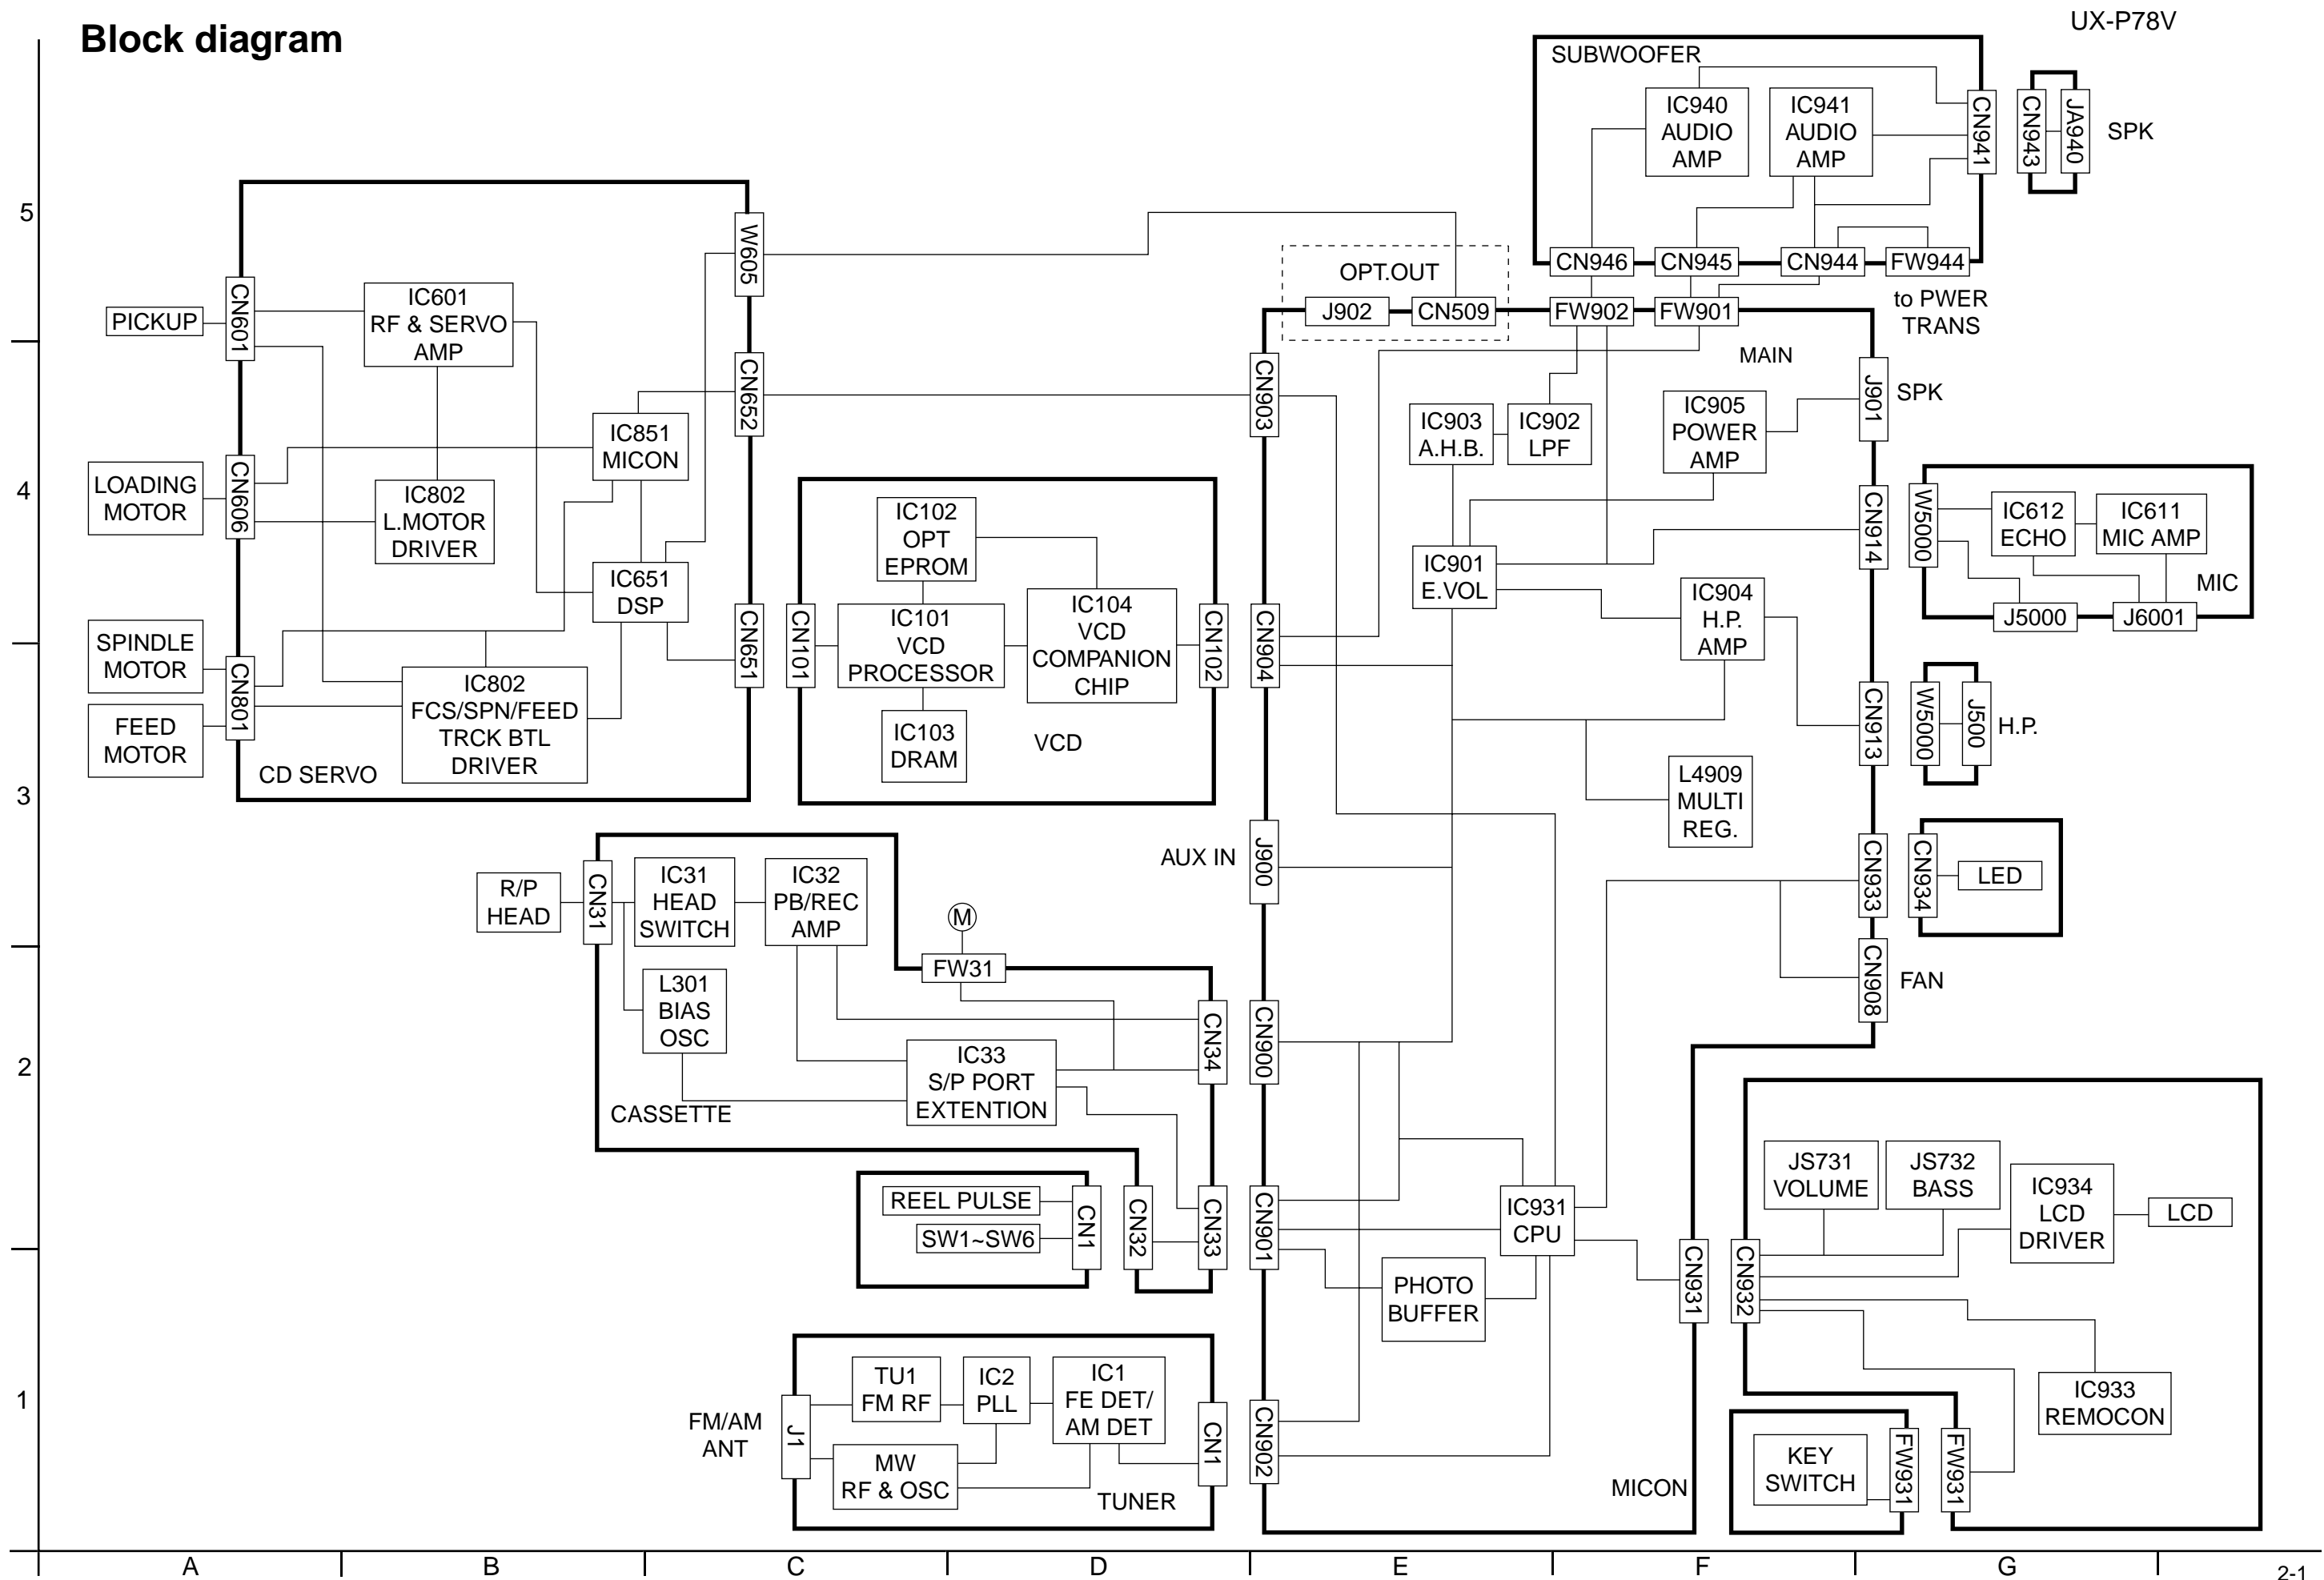 Block diagram
UX-P78V
SUBWOOFER
IC940
AUDIO
AMP
IC941
AUDIO
AMP
CN941
CN943
JA940
SPK
CN946
CN945
CN944
FW944
to PWER
TRANS
5
W605
OPT.OUT
J902
CN509
FW902
FW901
MAIN
PICKUP
CN601
IC601
RF & SERVO
AMP
CN652
CN903
IC851
MICON
IC903
A.H.B.
IC902
LPF
IC905
POWER
AMP
J901
SPK
4
LOADING
MOTOR
CN606
IC802
L.MOTOR
DRIVER
IC102
OPT
EPROM
IC901
E.VOL
CN914
W5000
IC612
ECHO
IC611
MIC AMP
MIC
J5000
J6001
IC651
DSP
CN651
CN101
IC101
VCD
PROCESSOR
IC104
VCD
COMPANION
CHIP
CN102
CN904
IC904
H.P.
AMP
SPINDLE
MOTOR
CN801
FEED
MOTOR
IC802
FCS/SPN/FEED
TRCK BTL
DRIVER
CD SERVO
IC103
DRAM
VCD
CN913
W5000
J500
H.P.
3
L4909
MULTI
REG.
AUX IN
J900
CN933
CN934
LED
R/P
HEAD
CN31
IC31
HEAD
SWITCH
IC32
PB/REC
AMP
M
FW31
L301
BIAS
OSC
CN908
FAN
2
IC33
S/P PORT
EXTENTION
CN34
CN900
CASSETTE
REEL PULSE
SW1~SW6
CN1
CN32
CN33
CN901
IC931
CPU
PHOTO
BUFFER
CN931
CN932
JS731
VOLUME
JS732
BASS
IC934
LCD
DRIVER
LCD
1
FM/AM
ANT
J1
TU1
FM RF
IC2
PLL
IC1
FE DET/
AM DET
MW
RF & OSC
CN1
TUNER
CN902
MICON
IC933
REMOCON
KEY
SWITCH
FW931
FW931
A
B
C
D
E
F
G
2-1